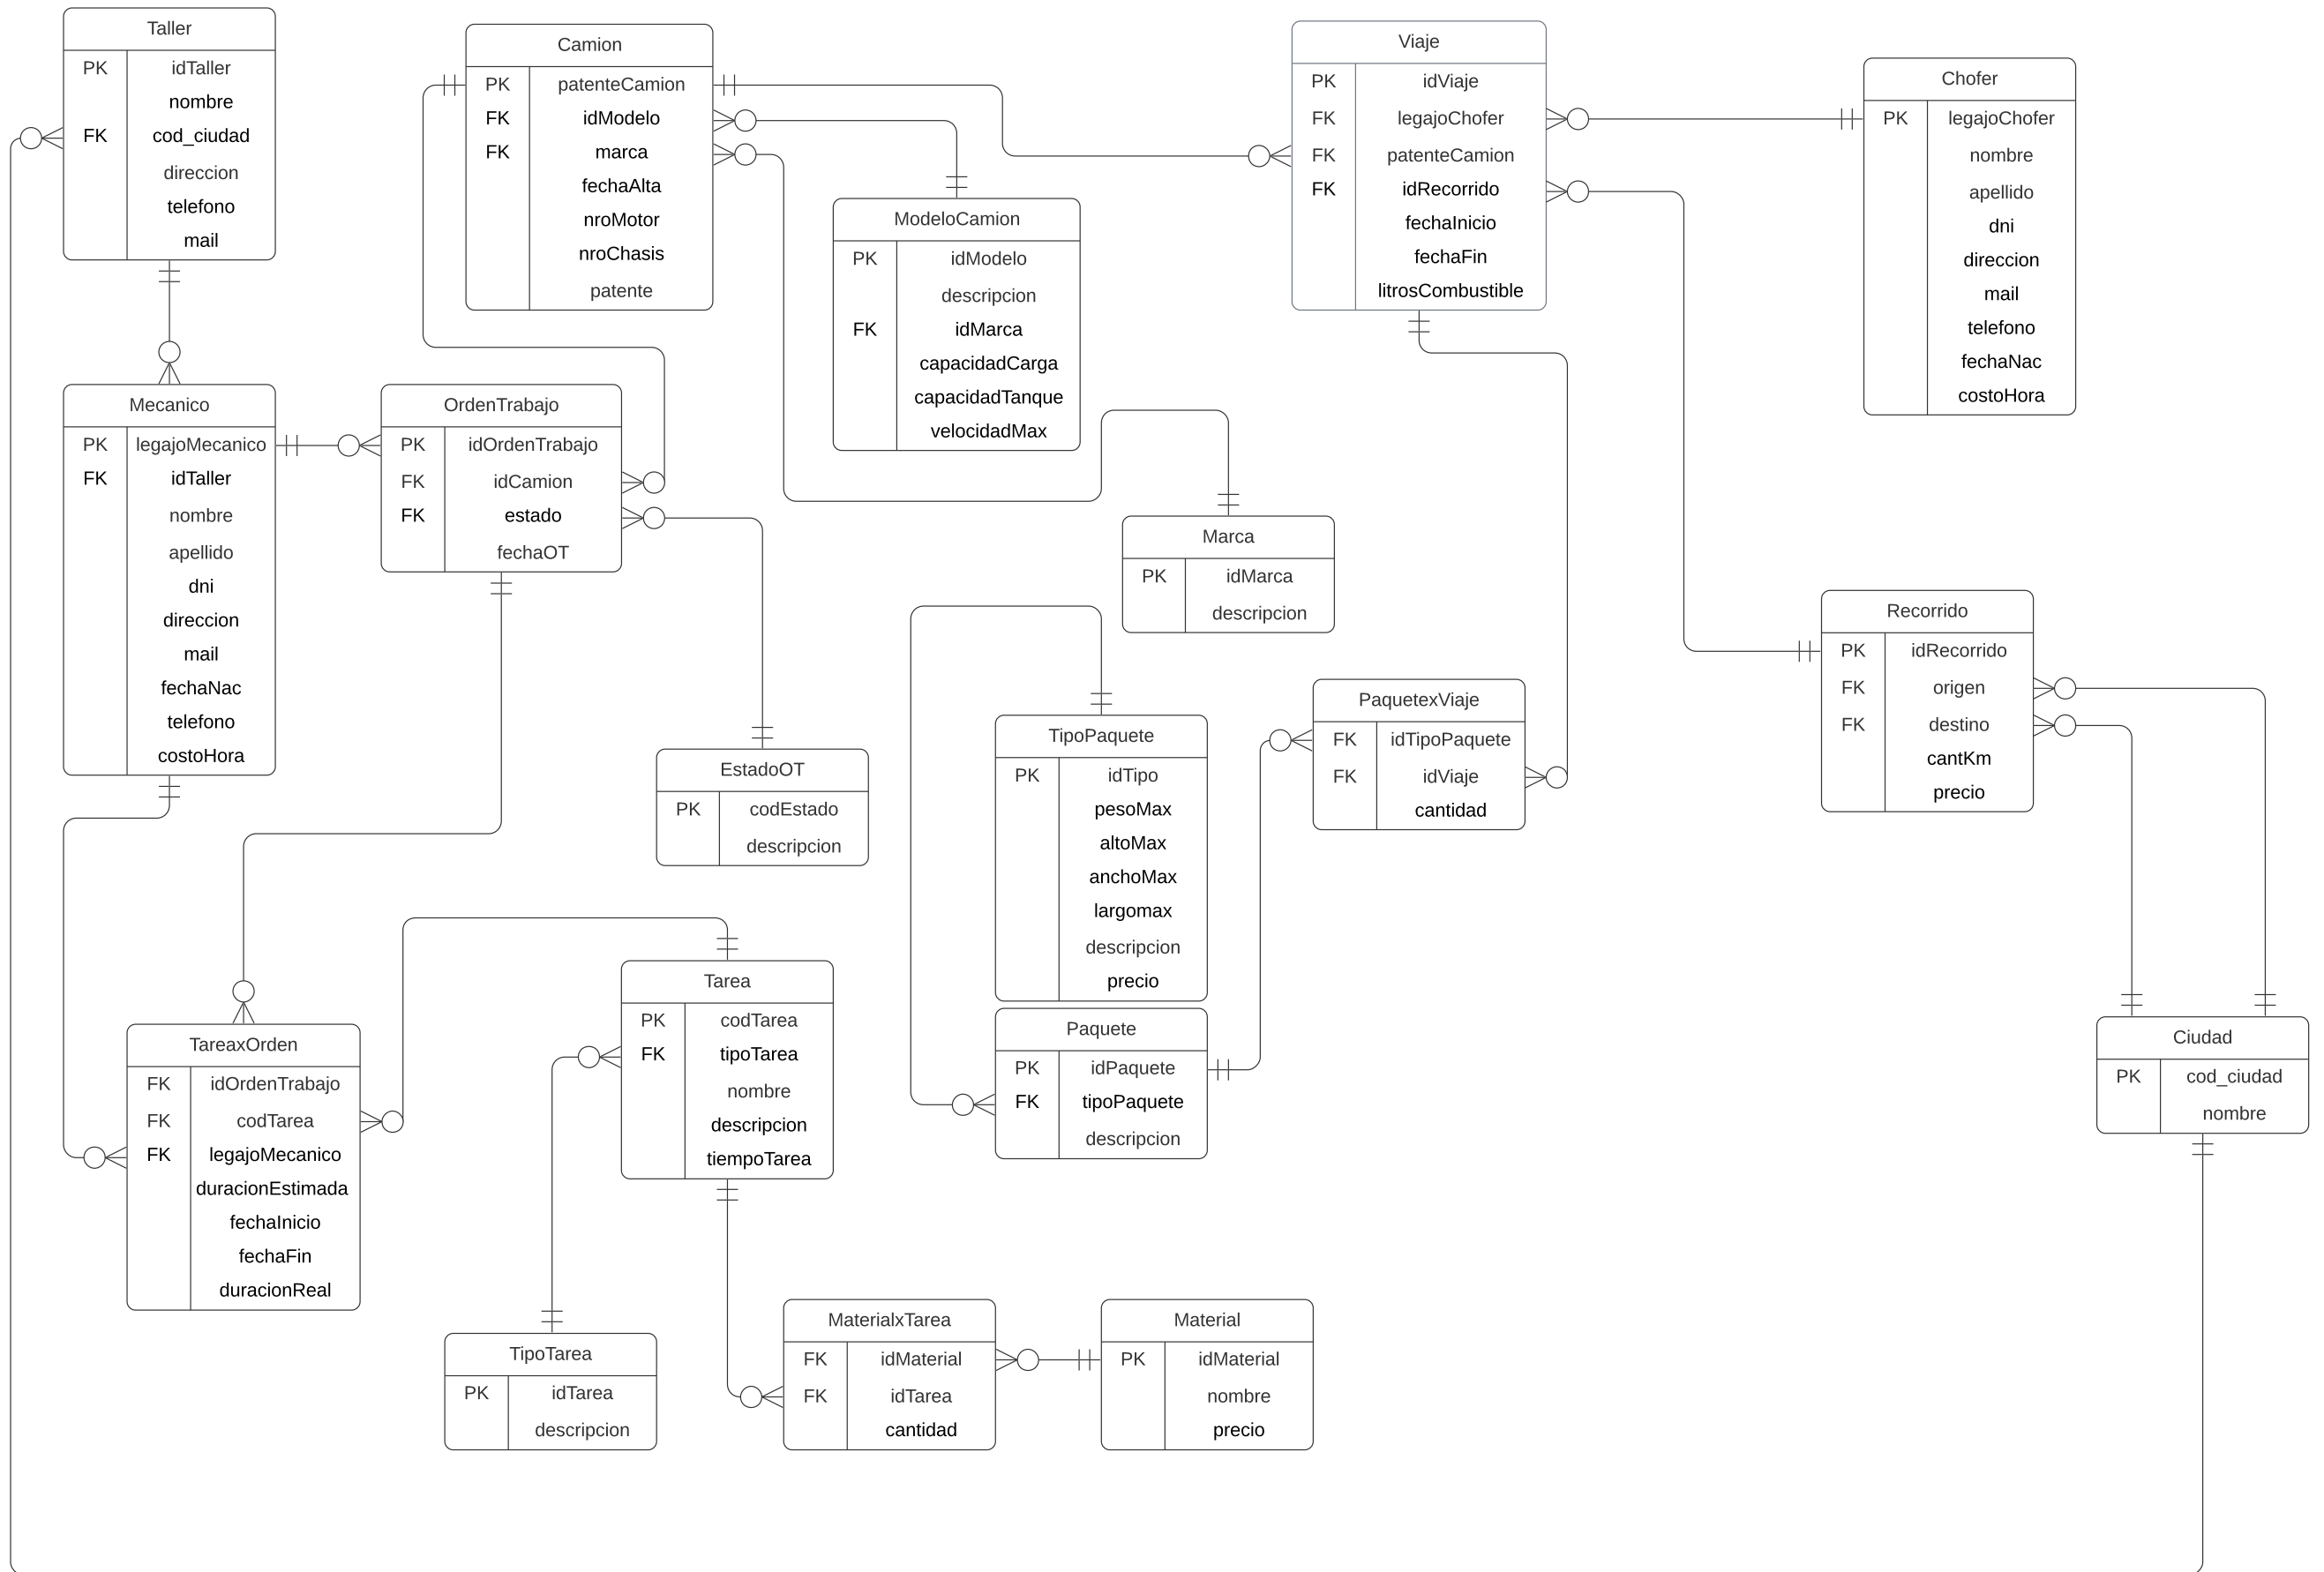 Taller
PK idTaller
nombre
FK cod_ciudad
direccion
telefono
mail
Camion
PK patenteCamion
FK idModelo
FK marca
fechaAlta
nroMotor
nroChasis
patente
ModeloCamion
PK idModelo
descripcion
FK idMarca
capacidadCarga
capacidadTanque
velocidadMax
Viaje
PK idViaje
FK legajoChofer
FK patenteCamion
FK idRecorrido
fechaInicio
fechaFin
litrosCombustible
Chofer
PK legajoChofer
nombre
apellido
dni
direccion
mail
telefono
fechaNac
costoHora
Mecanico
PK legajoMecanico
FK idTaller
nombre
apellido
dni
direccion
mail
fechaNac
telefono
costoHora
OrdenTrabajo
PK idOrdenTrabajo
FK idCamion
FK estado
fechaOT
Marca
PK idMarca
descripcion
Recorrido
PK idRecorrido
FK origen
FK destino
cantKm
precio
EstadoOT
PK codEstado
descripcion
TipoPaquete
PK idTipo
pesoMax
altoMax
anchoMax
largomax
descripcion
precio
PaquetexViaje
FK idTipoPaquete
FK idViaje
cantidad
Paquete
PK idPaquete
FK tipoPaquete
descripcion
Tarea
PK codTarea
FK tipoTarea
nombre
descripcion
tiempoTarea
TareaxOrden
FK idOrdenTrabajo
FK codTarea
FK legajoMecanico
duracionEstimada
fechaInicio
fechaFin
duracionReal
Ciudad
PK cod_ciudad
nombre
TipoTarea
PK idTarea
descripcion
MaterialxTarea
FK idMaterial
FK idTarea
cantidad
Material
PK idMaterial
nombre
precio